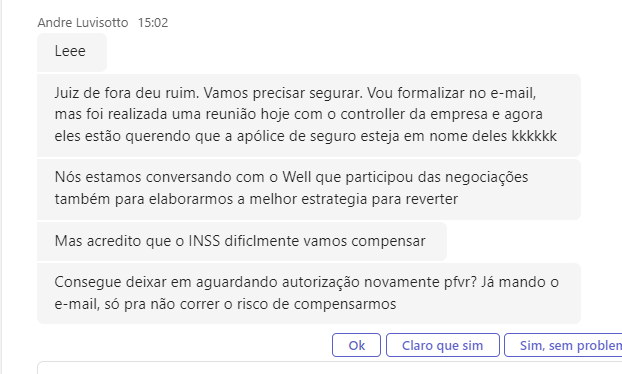 Andre Luvisotto 15:02
Leee
Juiz de fora deu ruim. Vamos precisar segurar. Vou formalizar no e-mail,
mas foi realizada uma reunião hoje com o controller da empresa e agora
eles estão querendo que a apólice de seguro esteja em nome deles kkkkkk
Nós estamos conversando com o Well que participou das negociações
também para elaborarmos a melhor estrategia para reverter
Mas acredito que o INSS dificlmente vamos compensar
Consegue deixar em aguardando autorização novamente pfvr? Já mando o
e-mail, só pra não correr o risco de compensarmos
Ok Claro que sim Sim, sem problem